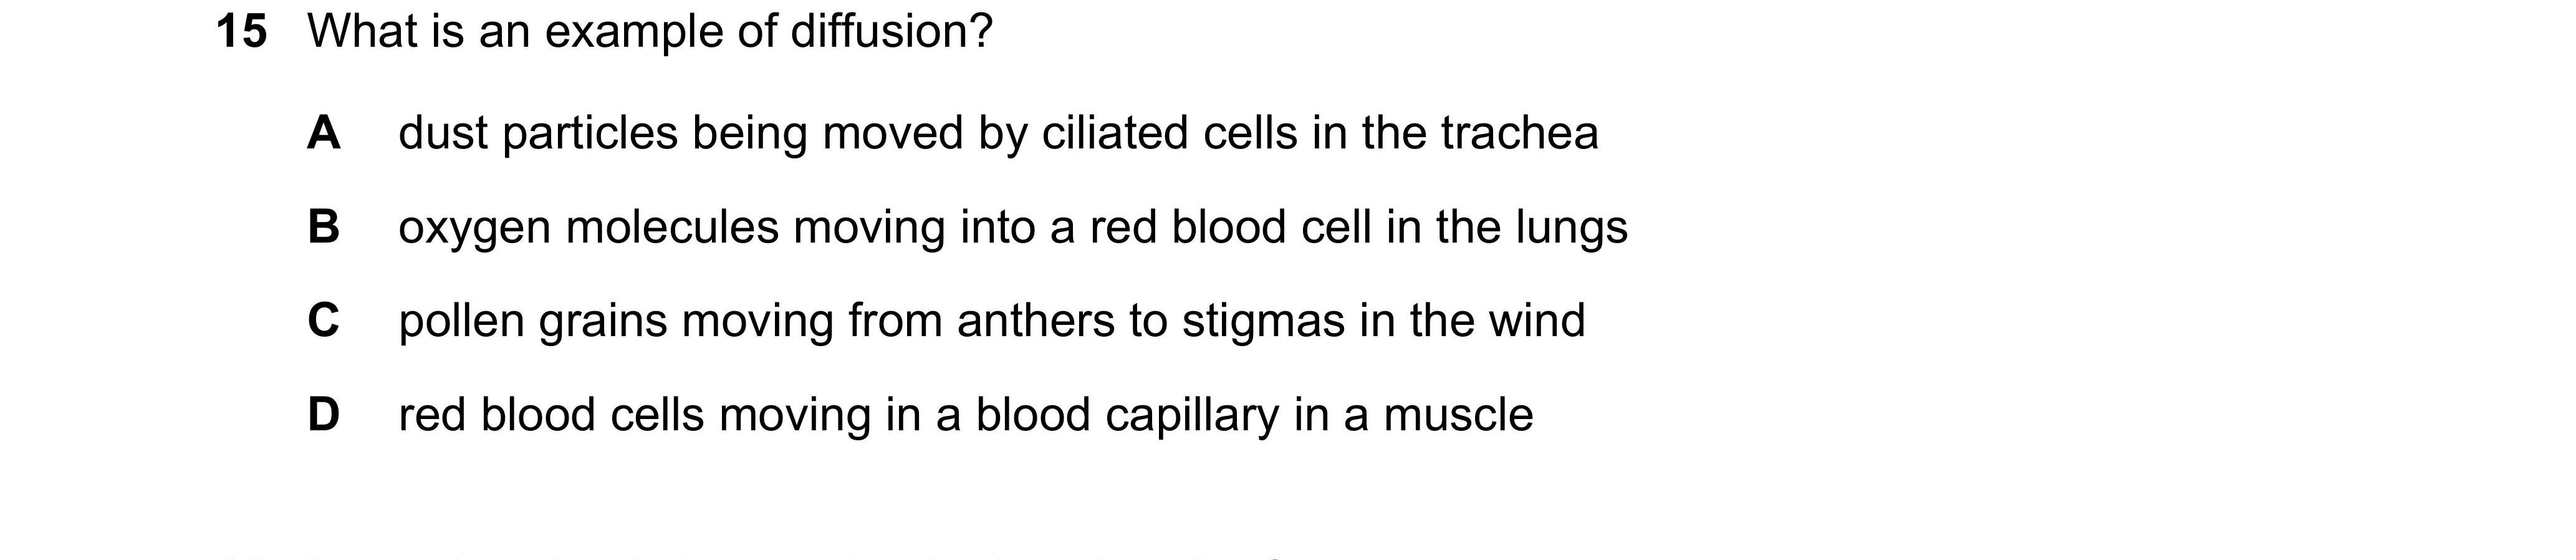 15 What is an example of diffusion?
A dust particles being moved by ciliated cells in the trachea
B oxygen molecules moving into a red blood cell in the lungs
C pollen grains moving from anthers to stigmas in the wind
D red blood cells moving in a blood capillary in a muscle